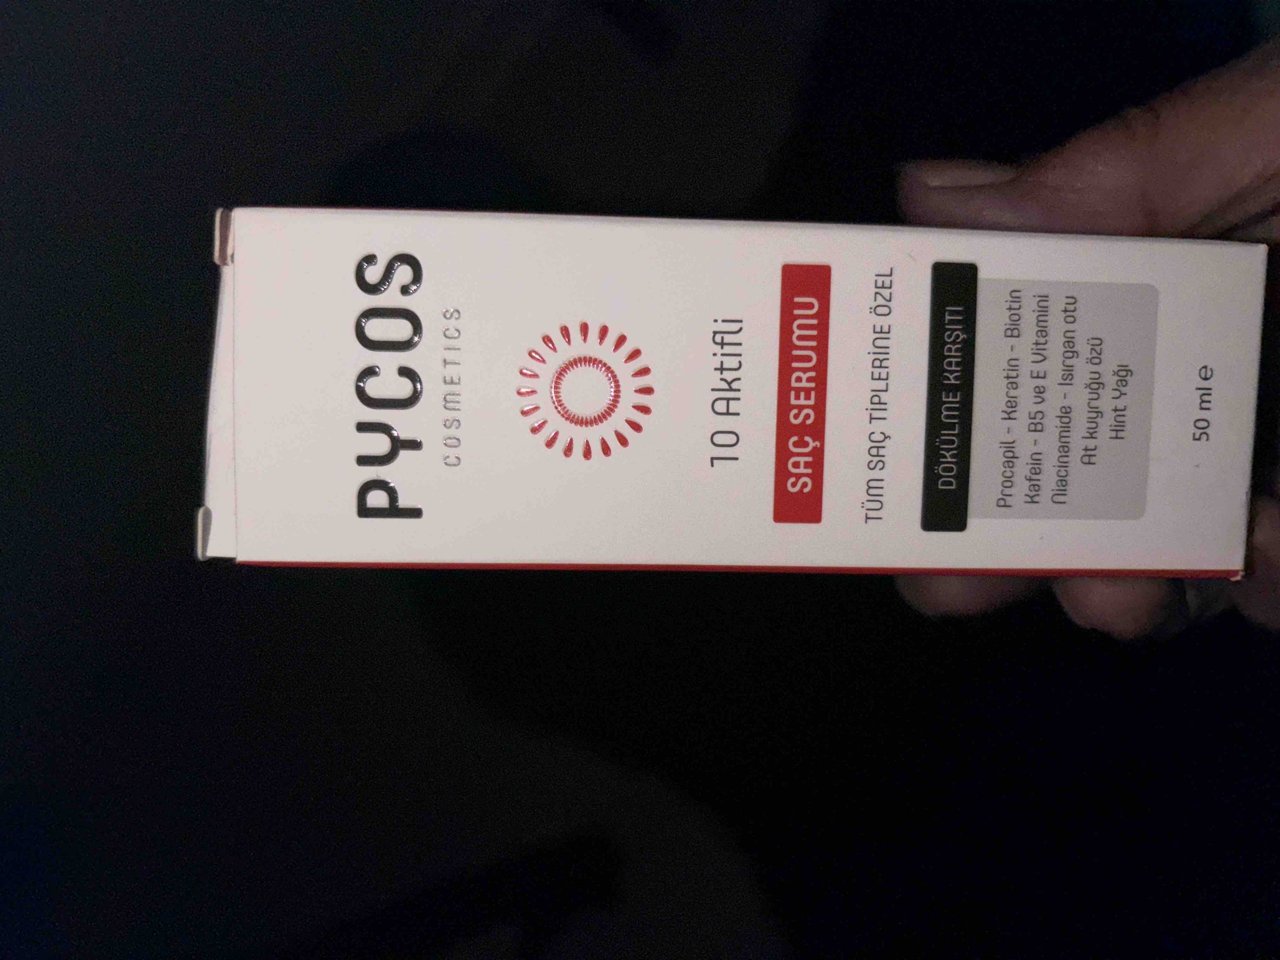 PYCOS
COSMETICS
10 Aktifli
SAÇ SERUMU
TÜM SAÇ TİPLERİNE ÖZEL
DÖKÜLME KARŞITI
Procapil - Keratin - Biotin
Kafein - B5 ve E Vitamini
Niacinamide - Isırgan otu
At kuyruğu özü
Hint Yağı
50 ml e